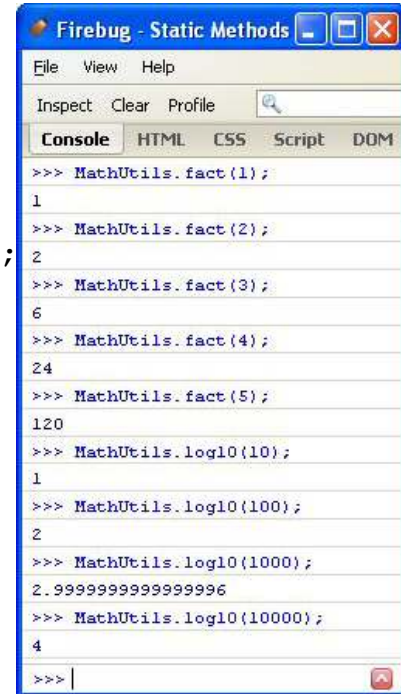 Firebug - Static Methods
File View Help
Inspect Clear Profile
Console HTML CSS Script DOM
>>> MathUtils.fact(1);
1
>>> MathUtils.fact(2);
;
2
>>> MathUtils.fact(3);
6
>>> MathUtils.fact(4);
24
>>> MathUtils.fact(5);
120
>>> MathUtils.log10(10);
1
>>> MathUtils.log10(100);
2
>>> MathUtils.log10(1000);
2.9999999999999996
>>> MathUtils.log10(10000);
4
>>>